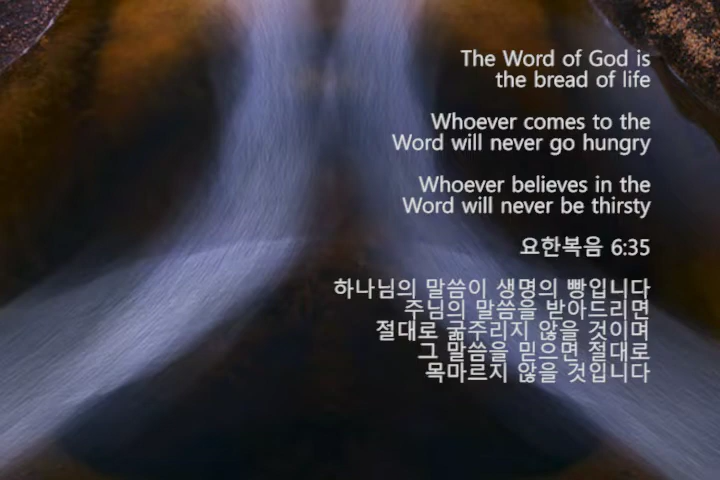 The Word of God is
the bread of life
Whoever comes to the
Word will never go hungry
Whoever believes in the
Word will never be thirsty
요한복음 6:35
하나님의 말씀이 생명의 빵입니다
주님의 말씀을 받아드리면
절대로 굶주리지 않을 것이며
그 말씀을 믿으면 절대로
목마르지 않을 것입니다